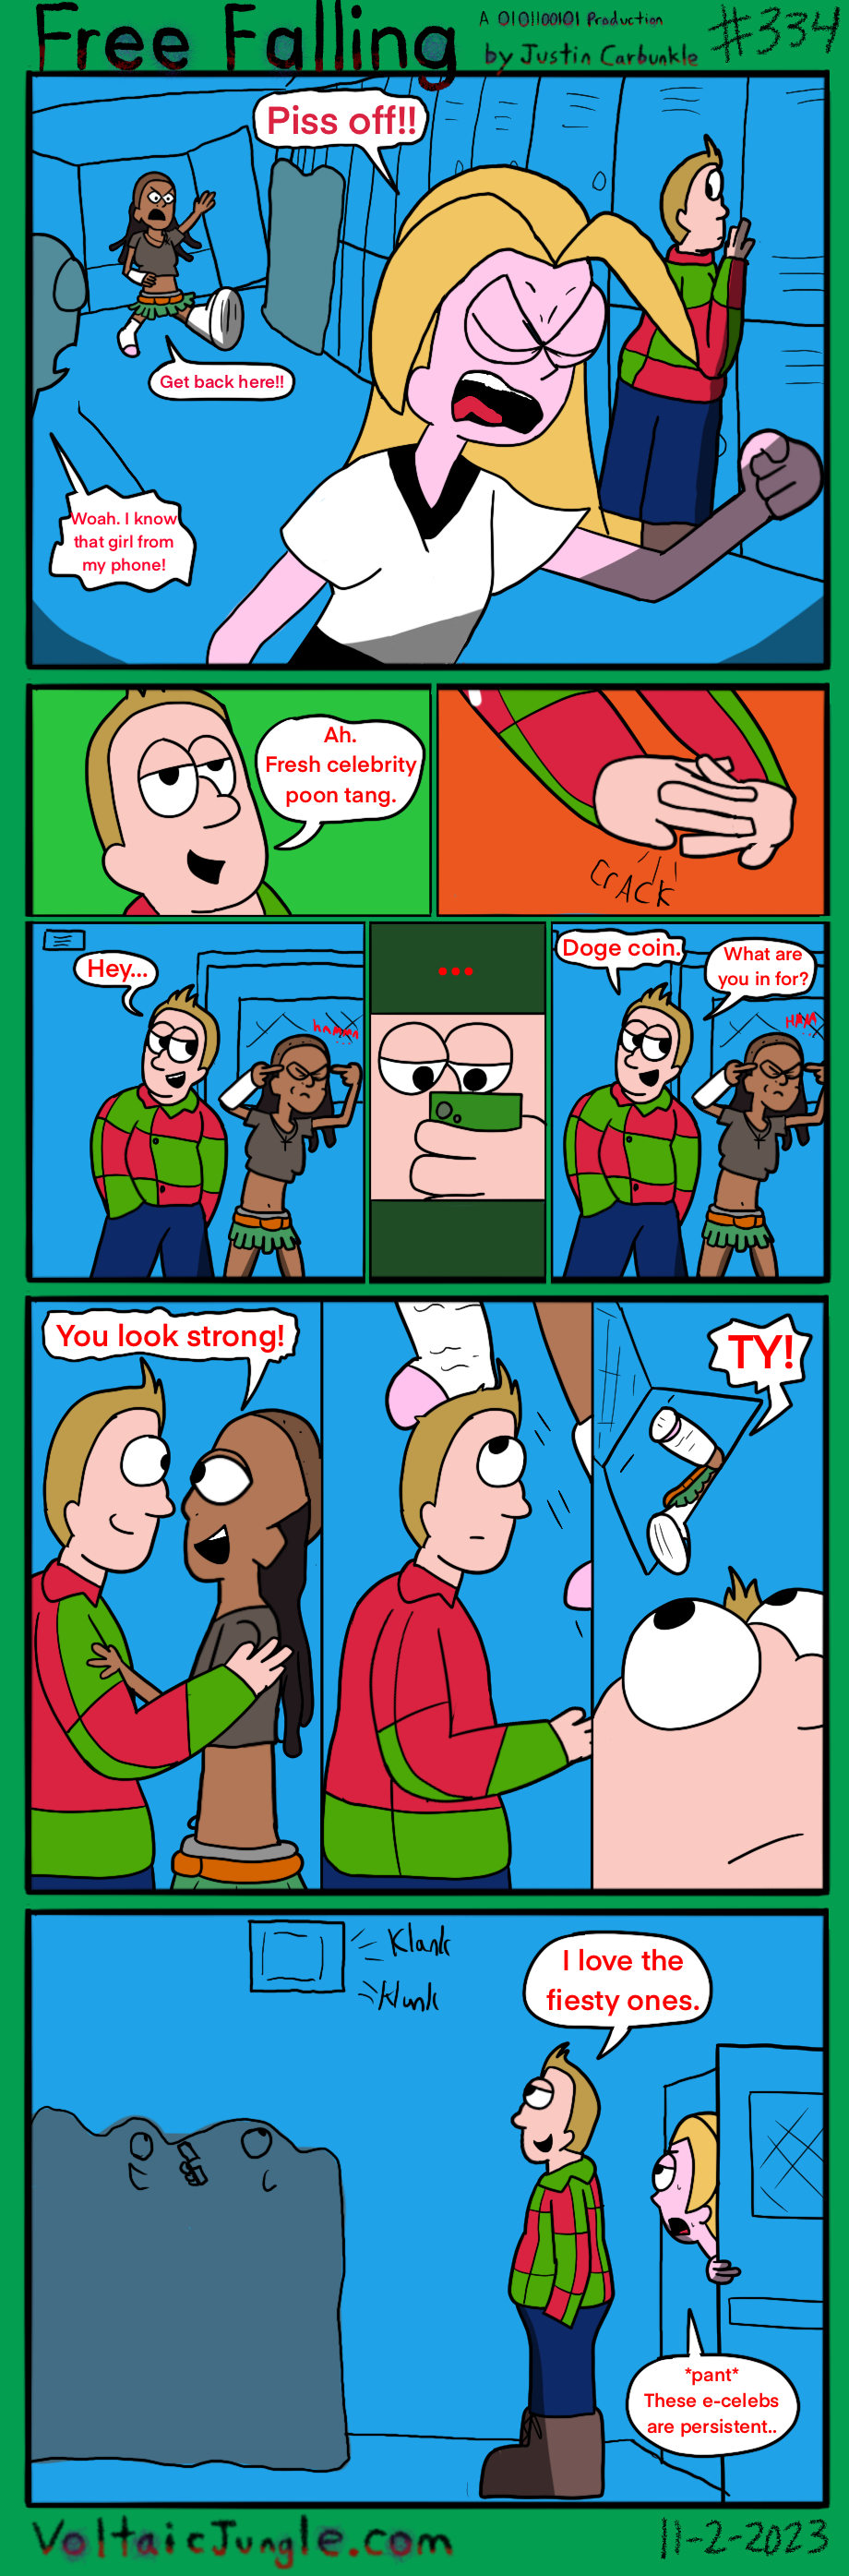 Free Falling
A 0101100101 Production
by Justin Carbunkle
#334
Piss off!!
Get back here!!
Woah. I know
that girl from
my phone!
Ah.
Fresh celebrity
poon tang.
CrACK
Hey...
hnnnn
...
Doge coin.
What are
you in for?
You look strong!
TY!
Klank
Klunk
I love the
fiesty ones.
*pant*
These e-celebs
are persistent..
VoltaicJungle.com
11-2-2023